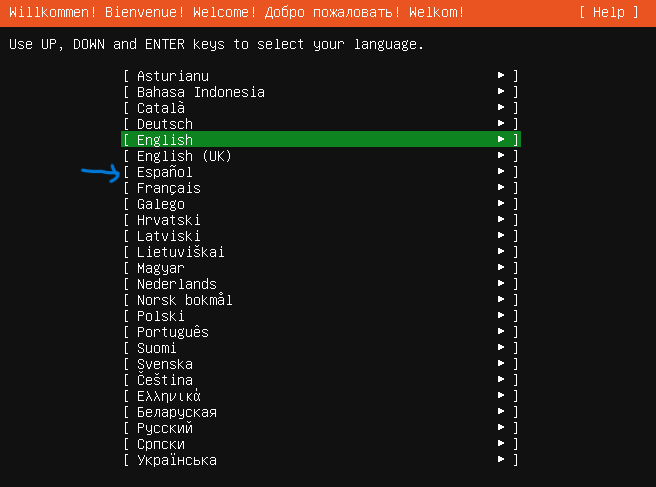 Willkommen! Bienvenue! Welcome! Добро пожаловать! Welkom! [ Help ]
Use UP, DOWN and ENTER keys to select your language.
[ Asturianu ► ]
[ Bahasa Indonesia ► ]
[ Català ► ]
[ Deutsch ► ]
[ English ► ]
[ English (UK) ► ]
[ Español ► ]
[ Français ► ]
[ Galego ► ]
[ Hrvatski ► ]
[ Latviski ► ]
[ Lietuviškai ► ]
[ Magyar ► ]
[ Nederlands ► ]
[ Norsk bokmål ► ]
[ Polski ► ]
[ Português ► ]
[ Suomi ► ]
[ Svenska ► ]
[ Čeština ► ]
[ Ελληνικά ► ]
[ Беларуская ► ]
[ Русский ► ]
[ Српски ► ]
[ Українська ► ]